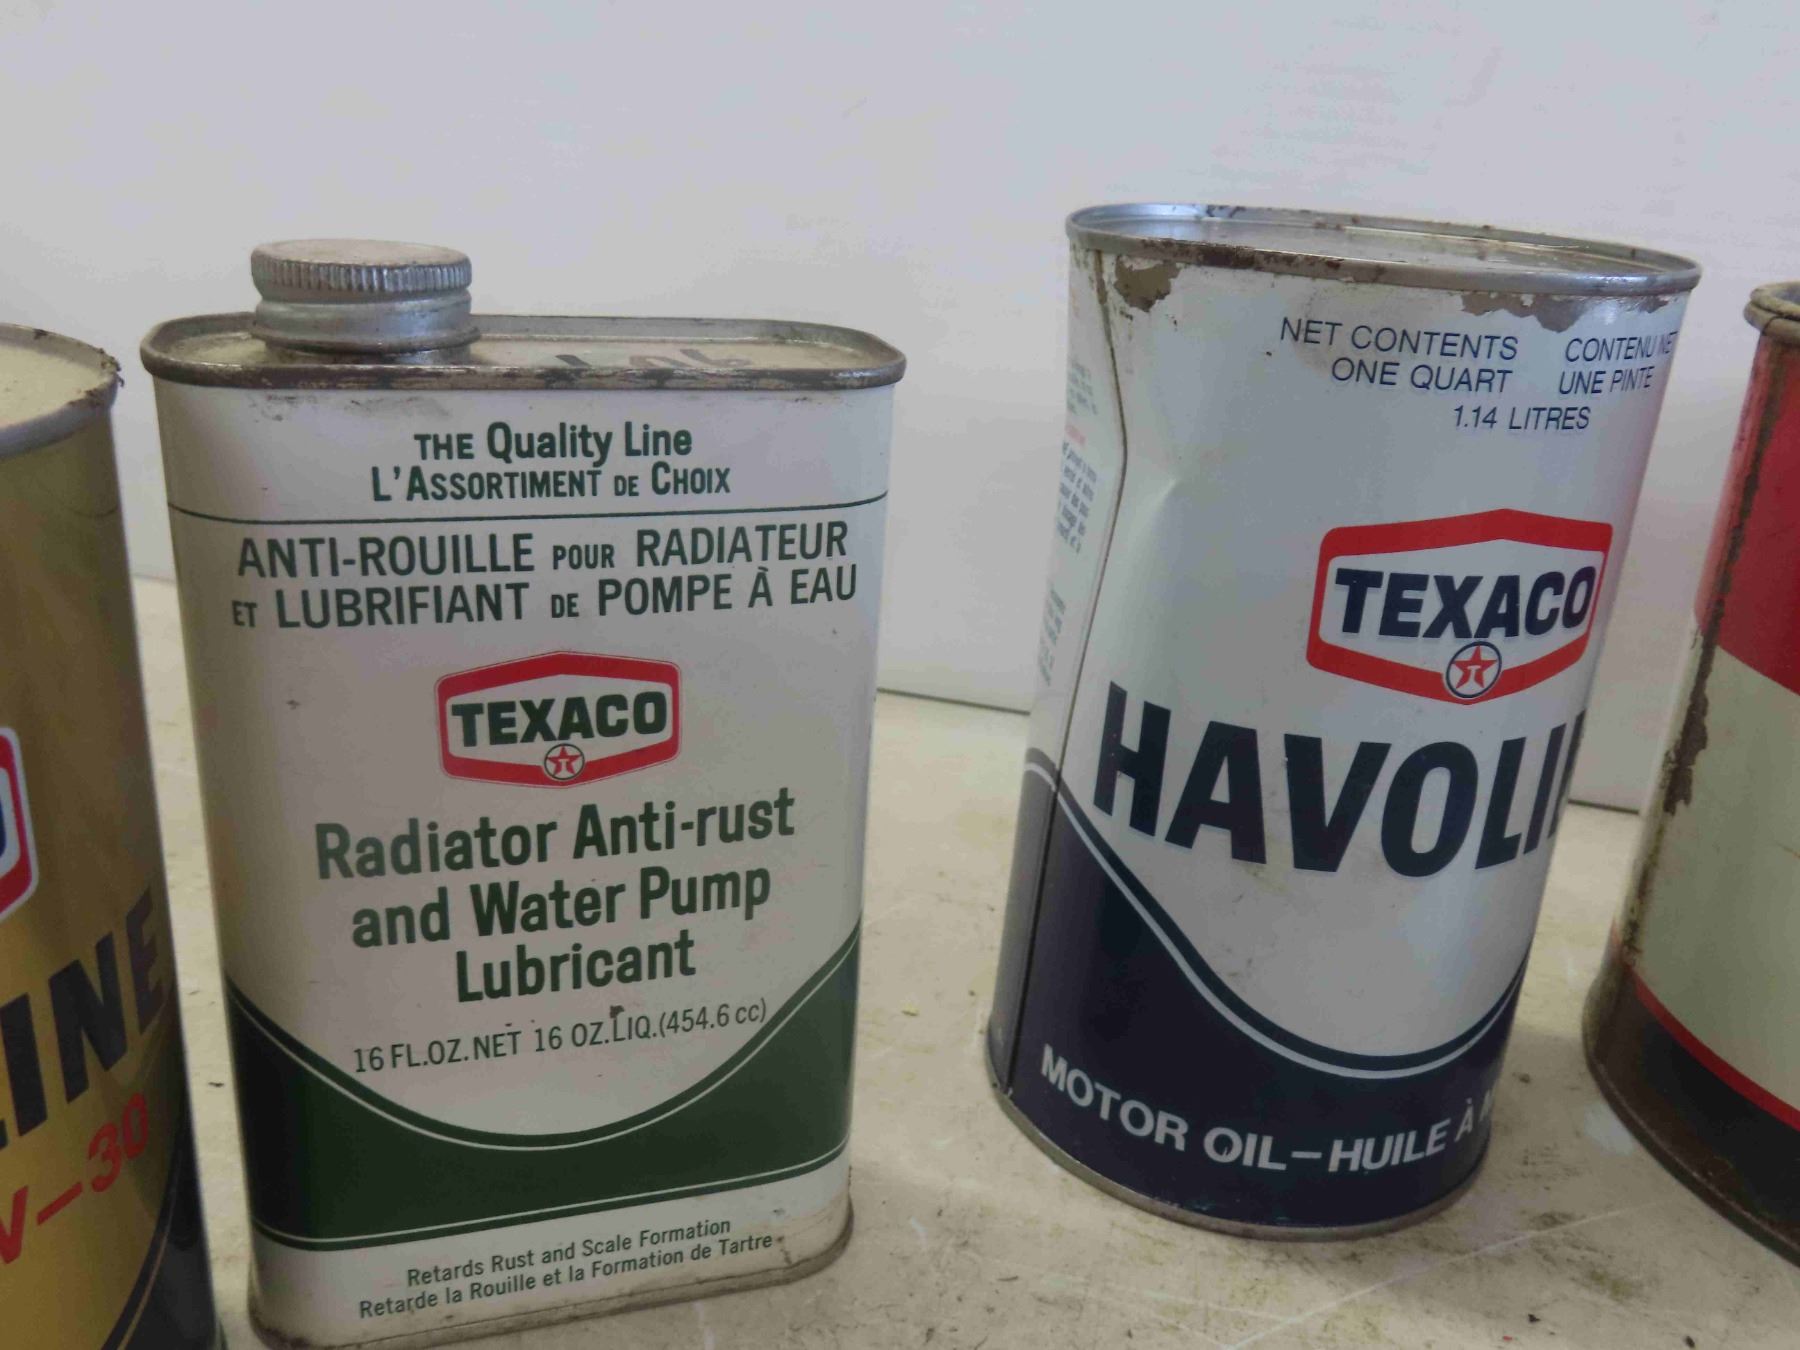 LINE
W-30
THE Quality Line
L'ASSORTIMENT DE CHOIX
ANTI-ROUILLE POUR RADIATEUR
ET LUBRIFIANT DE POMPE À EAU
TEXACO
T
Radiator Anti-rust
and Water Pump
Lubricant
16 FL.OZ.NET 16 OZ.LIQ.(454.6 cc)
Retards Rust and Scale Formation
Retarde la Rouille et la Formation de Tartre
NET CONTENTS CONTENU NET
ONE QUART UNE PINTE
1.14 LITRES
TEXACO
T
HAVOLI
MOTOR OIL-HUILE À